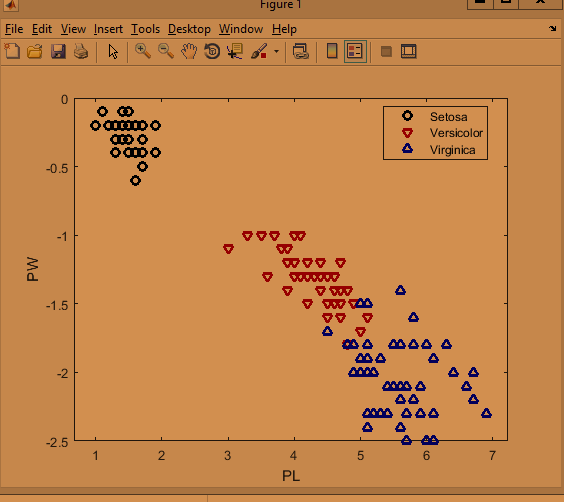 Figure 1
File Edit View Insert Tools Desktop Window Help
0
-0.5
-1
-1.5
-2
-2.5
PW
Setosa
Versicolor
Virginica
1 2 3 4 5 6 7
PL